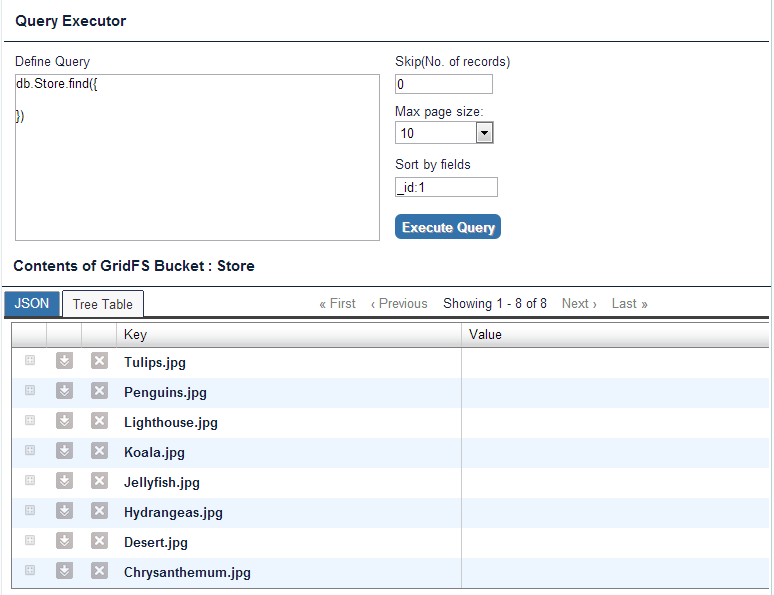 Query Executor
Define Query
db.Store.find({
})
Skip(No. of records)
0
Max page size:
10
Sort by fields
_id:1
Execute Query
Contents of GridFS Bucket : Store
JSON Tree Table « First ‹ Previous Showing 1 - 8 of 8 Next › Last »
Key Value
Tulips.jpg
Penguins.jpg
Lighthouse.jpg
Koala.jpg
Jellyfish.jpg
Hydrangeas.jpg
Desert.jpg
Chrysanthemum.jpg